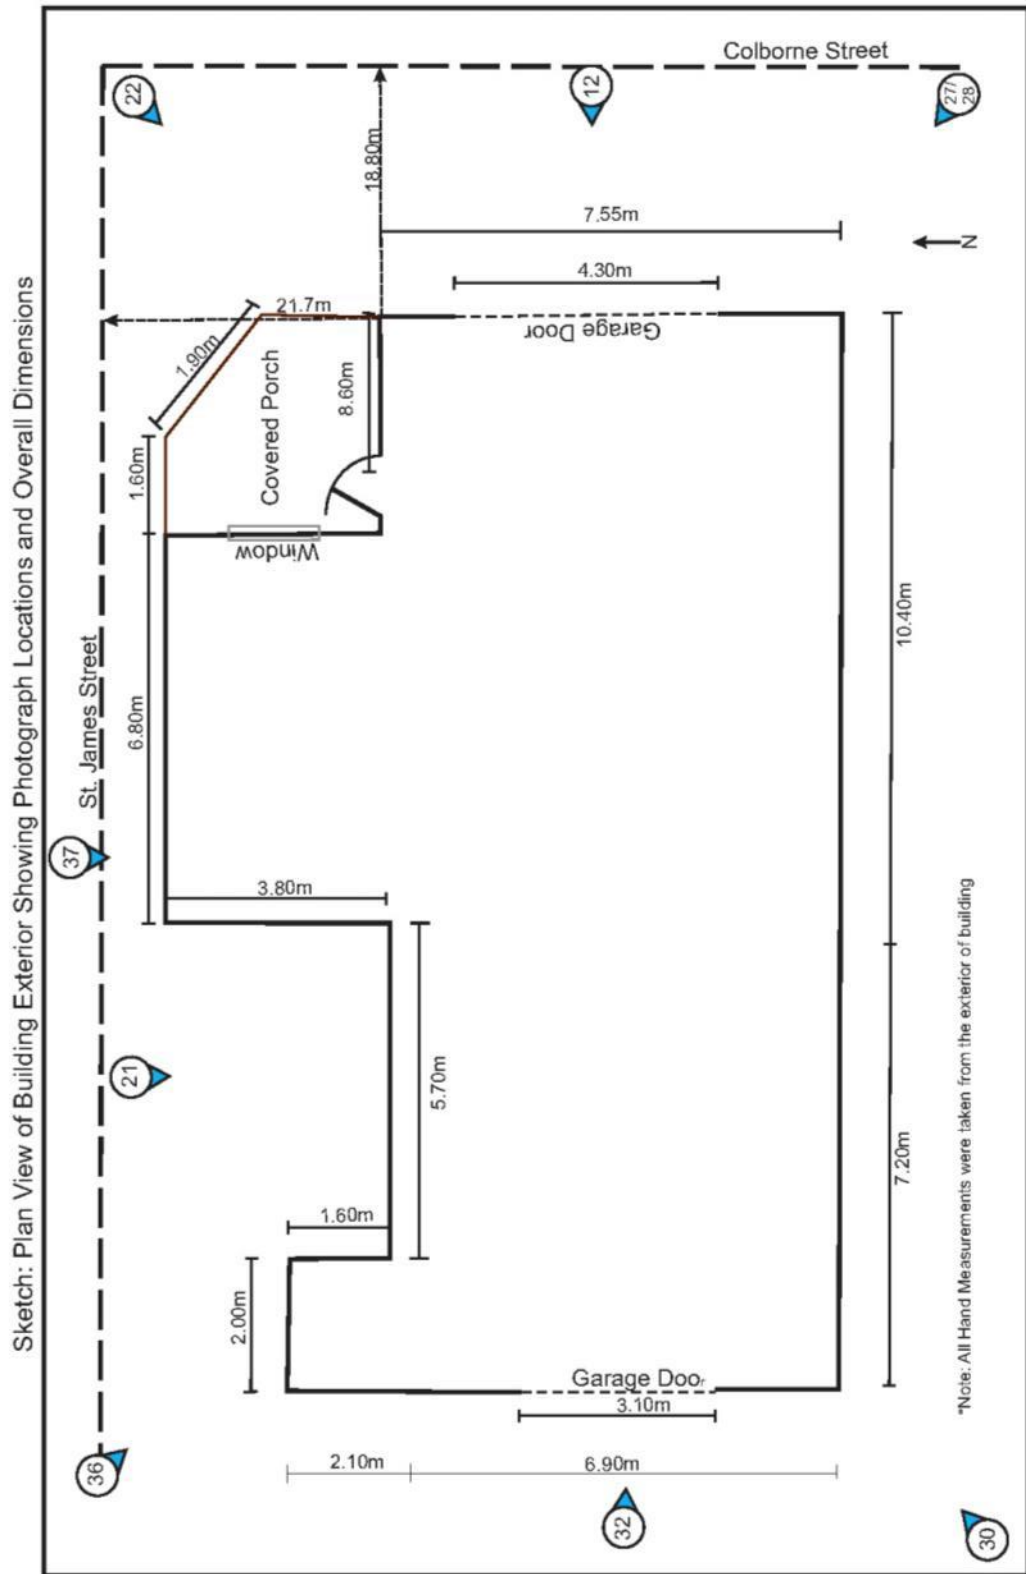 Sketch: Plan View of Building Exterior Showing Photograph Locations and Overall Dimensions
Colborne Street
St. James Street
22
12
27/
28
18.80m
7.55m
N
4.30m
Garage Door
21.7m
1.90m
Covered Porch
8.60m
1.60m
Window
6.80m
10.40m
37
3.80m
21
5.70m
7.20m
1.60m
2.00m
Garage Door
3.10m
2.10m
6.90m
36
32
30
*Note: All Hand Measurements were taken from the exterior of building